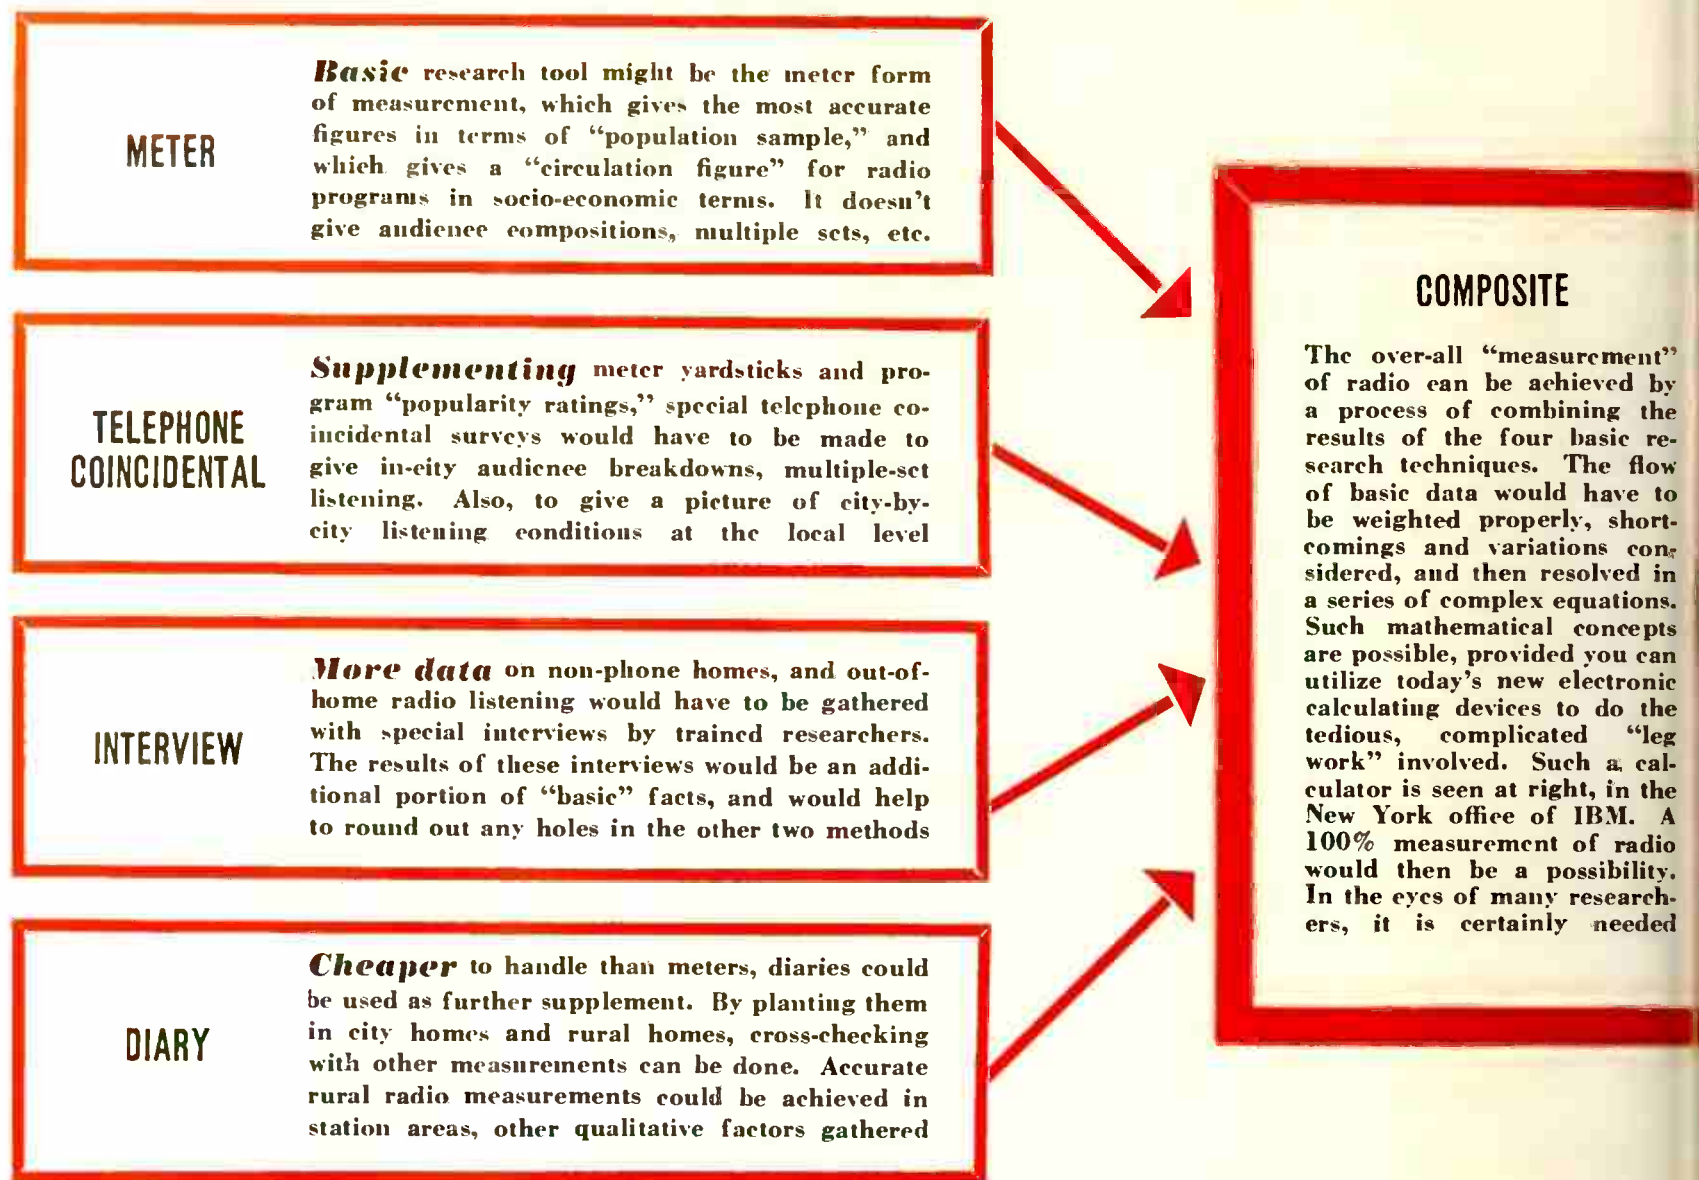 METER
Basic research tool might be the meter form
of measurement, which gives the most accurate
figures in terms of “population sample,” and
which gives a “circulation figure” for radio
programs in socio-economic terms. It doesn't
give audience compositions, multiple sets, etc.
TELEPHONE
COINCIDENTAL
Supplementing meter yardsticks and pro-
gram “popularity ratings,” special telephone co-
incidental surveys would have to be made to
give in-city audience breakdowns, multiple-set
listening. Also, to give a picture of city-by-
city listening conditions at the local level
INTERVIEW
More data on non-phone homes, and out-of-
home radio listening would have to be gathered
with special interviews by trained researchers.
The results of these interviews would be an addi-
tional portion of “basic” facts, and would help
to round out any holes in the other two methods
DIARY
Cheaper to handle than meters, diaries could
be used as further supplement. By planting them
in city homes and rural homes, cross-checking
with other measurements can be done. Accurate
rural radio measurements could be achieved in
station areas, other qualitative factors gathered
COMPOSITE
The over-all “measurement”
of radio can be achieved by
a process of combining the
results of the four basic re-
search techniques. The flow
of basic data would have to
be weighted properly, short-
comings and variations con-
sidered, and then resolved in
a series of complex equations.
Such mathematical concepts
are possible, provided you can
utilize today's new electronic
calculating devices to do the
tedious, complicated “leg
work” involved. Such a cal-
culator is seen at right, in the
New York office of IBM. A
100% measurement of radio
would then be a possibility.
In the eyes of many research-
ers, it is certainly needed